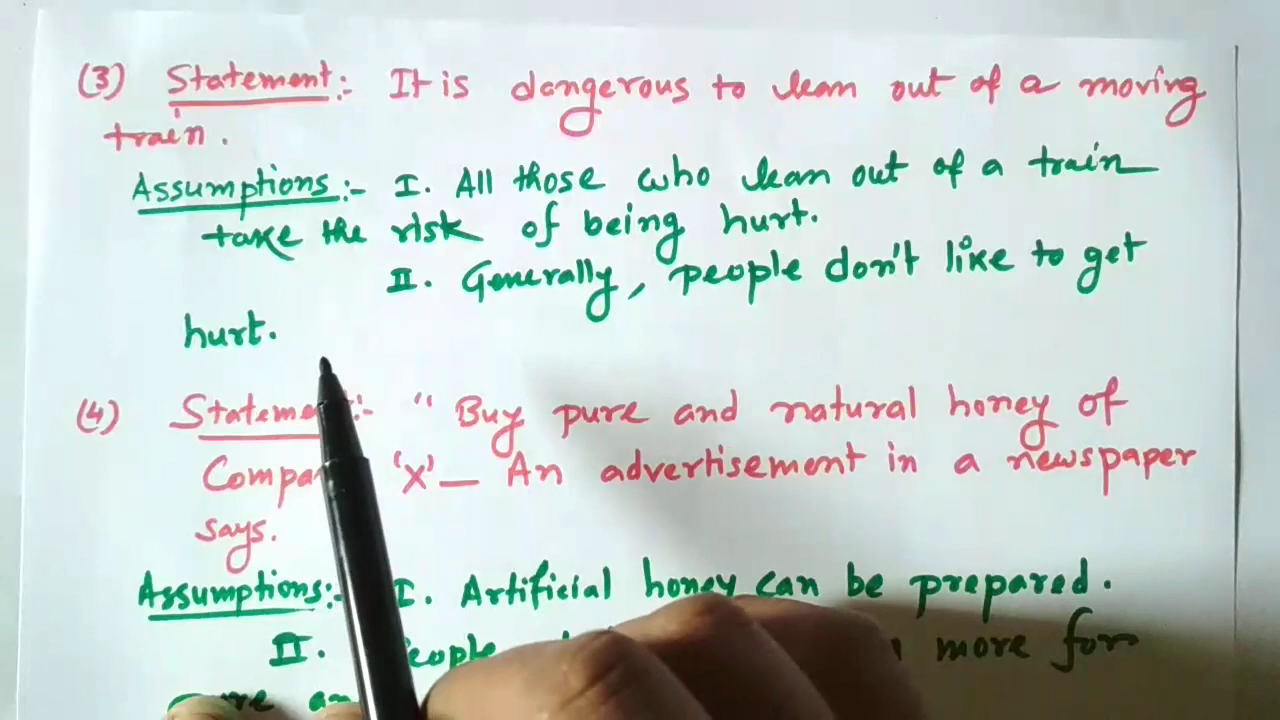 (3) Statement:- It is dangerous to lean out of a moving
train.
Assumptions:- I. All those who lean out of a train
take the risk of being hurt.
II. Generally, people don't like to get
hurt.
(4) Statement:- " Buy pure and natural honey of
'X' — An advertisement in a newspaper
says.
Assumptions:- I. Artificial honey can be prepared.
II. more for